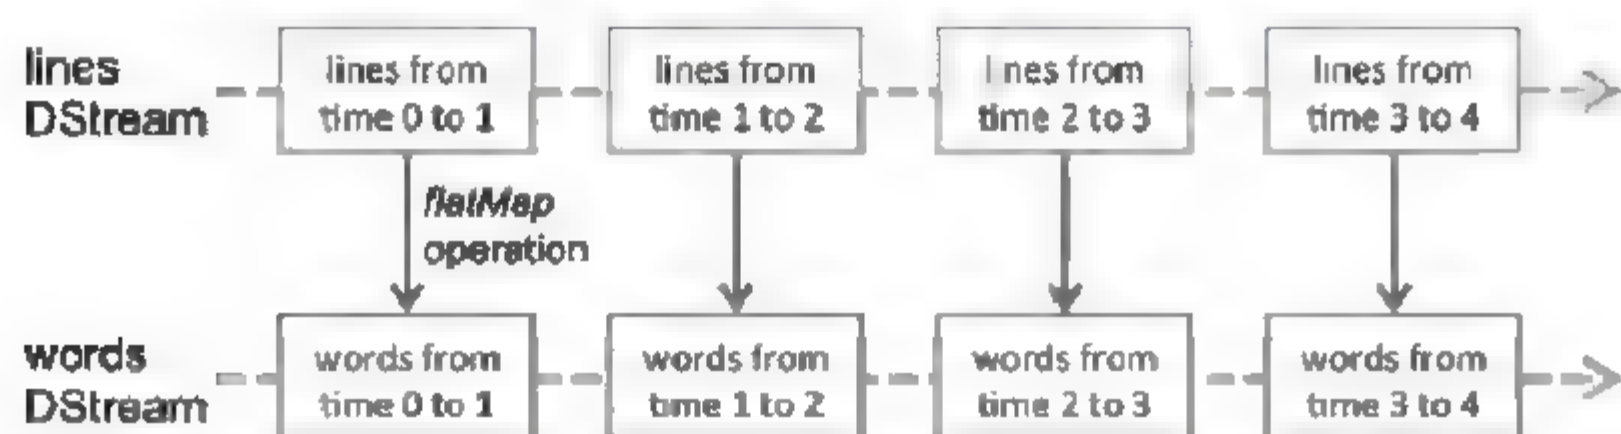 lines
DStream
lines from
time 0 to 1
lines from
time 1 to 2
lines from
time 2 to 3
lines from
time 3 to 4
flatMap
operation
words
DStream
words from
time 0 to 1
words from
time 1 to 2
words from
time 2 to 3
words from
time 3 to 4